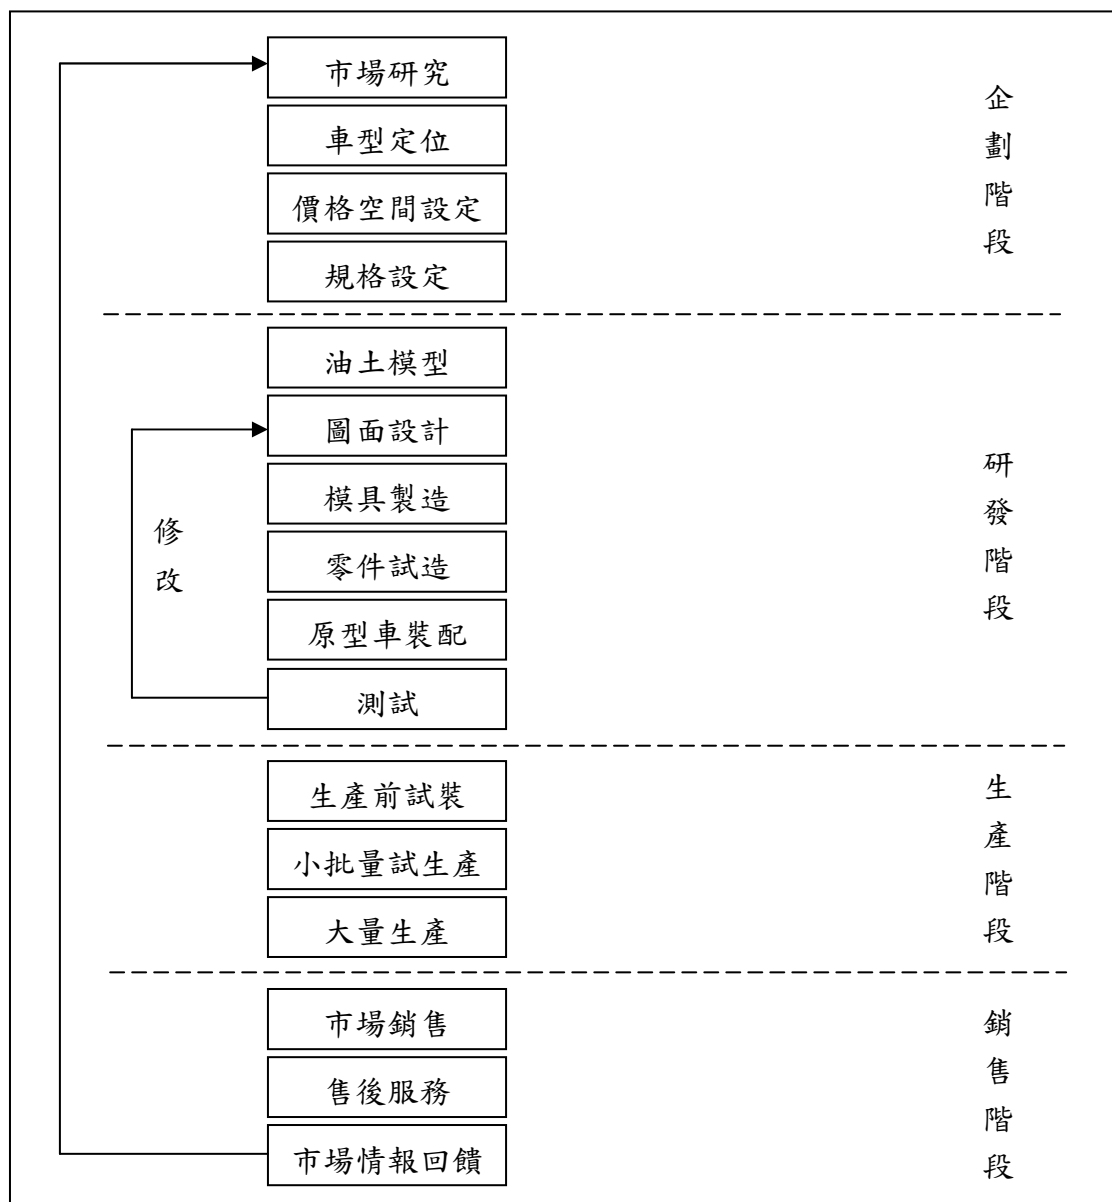 市場研究
車型定位
價格空間設定
規格設定
企劃階段
油土模型
圖面設計
模具製造
零件試造
原型車裝配
測試
修改
研發階段
生產前試裝
小批量試生產
大量生產
生產階段
市場銷售
售後服務
市場情報回饋
銷售階段